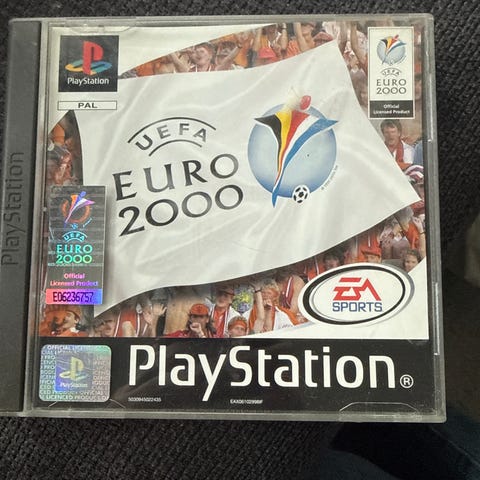 PlayStation
PAL
UEFA
EURO
2000
Official
Licensed Product
UEFA
EURO
2000
PlayStation
UEFA
EURO
2000
Official
Licensed Product
E06236757
EA
SPORTS
PlayStation®
5030945022435